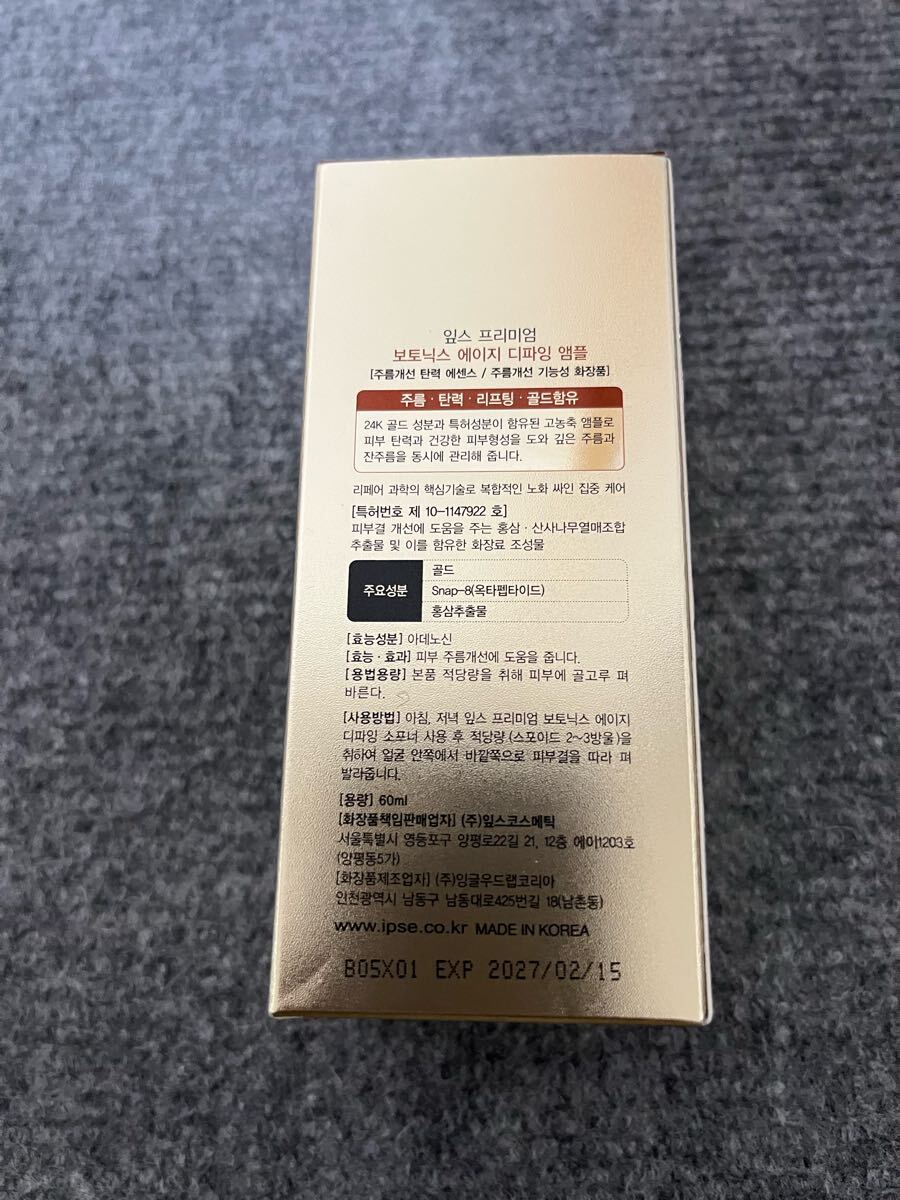 잎스 프리미엄
보토닉스 에이지 디파잉 앰플
[주름개선 탄력 에센스 / 주름개선 기능성 화장품]
주름 · 탄력 · 리프팅 · 골드함유
24K 골드 성분과 특허성분이 함유된 고농축 앰플로
피부 탄력과 건강한 피부형성을 도와 깊은 주름과
잔주름을 동시에 관리해 줍니다.
리페어 과학의 핵심기술로 복합적인 노화 싸인 집중 케어
[특허번호 제 10-1147922 호]
피부결 개선에 도움을 주는 홍삼 · 산사나무열매조합
추출물 및 이를 함유한 화장료 조성물
주요성분
골드
Snap-8(옥타펩타이드)
홍삼추출물
[효능성분] 아데노신
[효능 · 효과] 피부 주름개선에 도움을 줍니다.
[용법용량] 본품 적당량을 취해 피부에 골고루 펴
바른다.
[사용방법] 아침, 저녁 잎스 프리미엄 보토닉스 에이지
디파잉 소프너 사용 후 적당량(스포이드 2~3방울)을
취하여 얼굴 안쪽에서 바깥쪽으로 피부결을 따라 펴
발라줍니다.
[용량] 60ml
[화장품책임판매업자] (주)잎스코스메틱
서울특별시 영등포구 양평로22길 21, 12층 에이1203호
(양평동5가)
[화장품제조업자] (주)잉글우드랩코리아
인천광역시 남동구 남동대로425번길 18(남촌동)
www.ipse.co.kr MADE IN KOREA
B05X01 EXP 2027/02/15